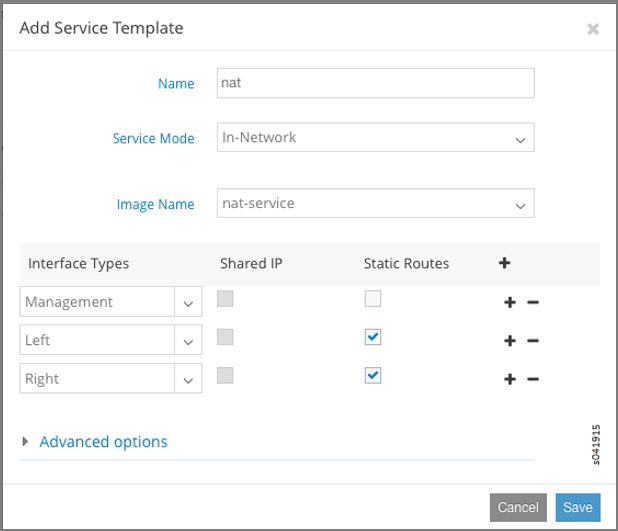 Add Service Template
Name
nat
Service Mode
In-Network
Image Name
nat-service
Interface Types Shared IP Static Routes
Management
Left
Right
Advanced options
s041915
Cancel Save